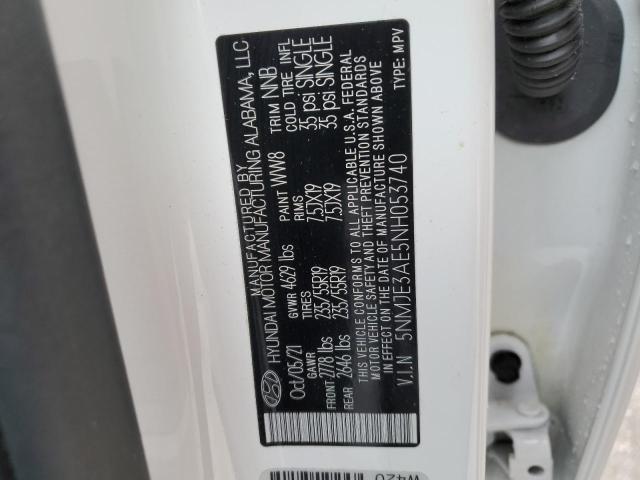 MANUFACTURED BY
HYUNDAI MOTOR MANUFACTURING ALABAMA, LLC
Oct/05/21 GVWR 4629 lbs PAINT WW8 TRIM NNB
GAWR TIRES RIMS COLD TIRE INFL
FRONT 2778 lbs 235/55R19 7.5JX19 35 psi SINGLE
REAR 2646 lbs 235/55R19 7.5JX19 35 psi SINGLE
THIS VEHICLE CONFORMS TO ALL APPLICABLE U.S.A. FEDERAL
MOTOR VEHICLE SAFETY AND THEFT PREVENTION STANDARDS
IN EFFECT ON THE DATE OF MANUFACTURE SHOWN ABOVE
V.I.N 5NMJE3AE5NH053740 TYPE: MPV
W420